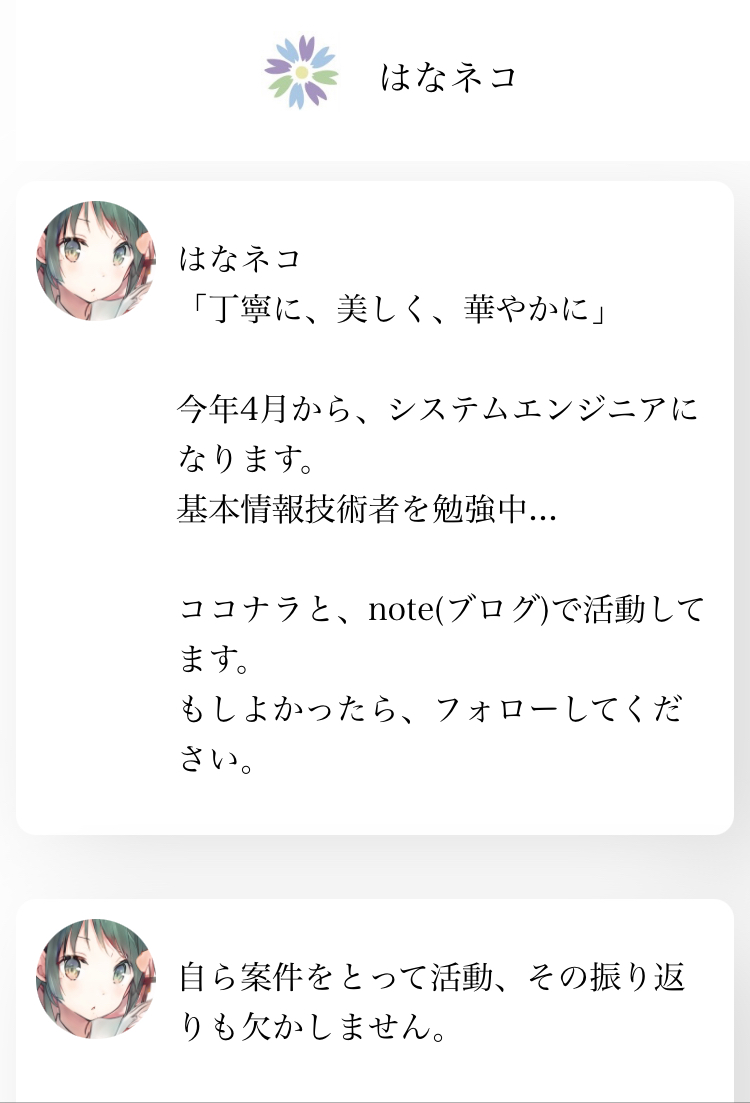 はなネコ
はなネコ
「丁寧に、美しく、華やかに」
今年4月から、システムエンジニアに
なります。
基本情報技術者を勉強中...
ココナラと、note(ブログ)で活動して
ます。
もしよかったら、フォローしてくだ
さい。
自ら案件をとって活動、その振り返
りも欠かしません。